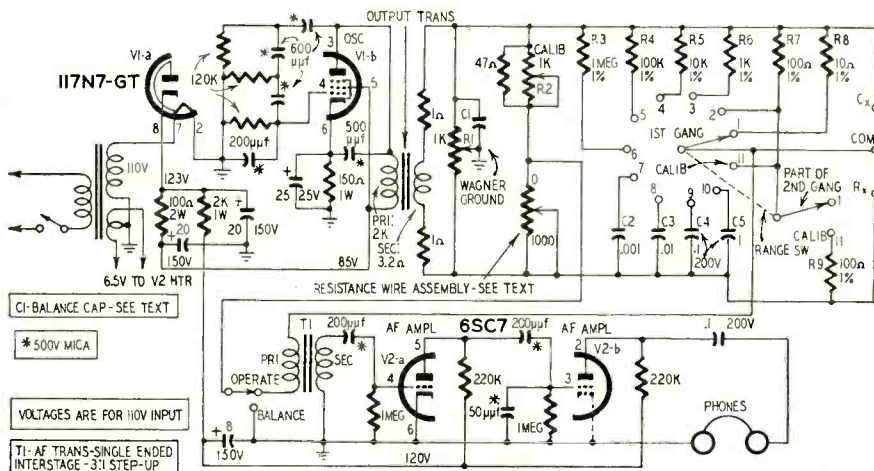 OUTPUT TRANS
V1-a
117N7-GT
8 7 2
120K
*
600
μμf
*
*
200μμf
*
OSC
V1-b
3
4
5
6
500
μμf
*
110V
123V
100Ω
2W
2K
1W
20
150V
20
150V
25
25V
150Ω
1W
PRI
2K
SEC
3.2Ω
85V
6.5V TO V2 HTR
1Ω
1Ω
1K
R1
C1
WAGNER
GROUND
47Ω
CALIB
1K
R2
0
1000
RESISTANCE WIRE ASSEMBLY-SEE TEXT
R3
1MEG
1%
R4
100K
1%
R5
10K
1%
R6
1K
1%
R7
100Ω
1%
R8
10Ω
1%
5
4
3
2
1
11
6
7
8
9
10
1ST GANG
CALIB
PART OF
2ND GANG
RANGE SW
1
CALIB
11
R9
100Ω
1%
C2
.001
C3
.01
C4
.1
C5
1
200V
CX
COM
RX
C1-BALANCE CAP-SEE TEXT
* 500V MICA
VOLTAGES ARE FOR 110V INPUT
T1-AF TRANS-SINGLE ENDED
INTERSTAGE-3:1 STEP-UP
T1
PRI
SEC
OPERATE
BALANCE
8
150V
200μμf
*
AF AMPL
6SC7
V2-a
5
4
6
1MEG
220K
120V
200μμf
*
50μμf
*
1MEG
AF AMPL
V2-b
2
3
220K
.1 200V
PHONES